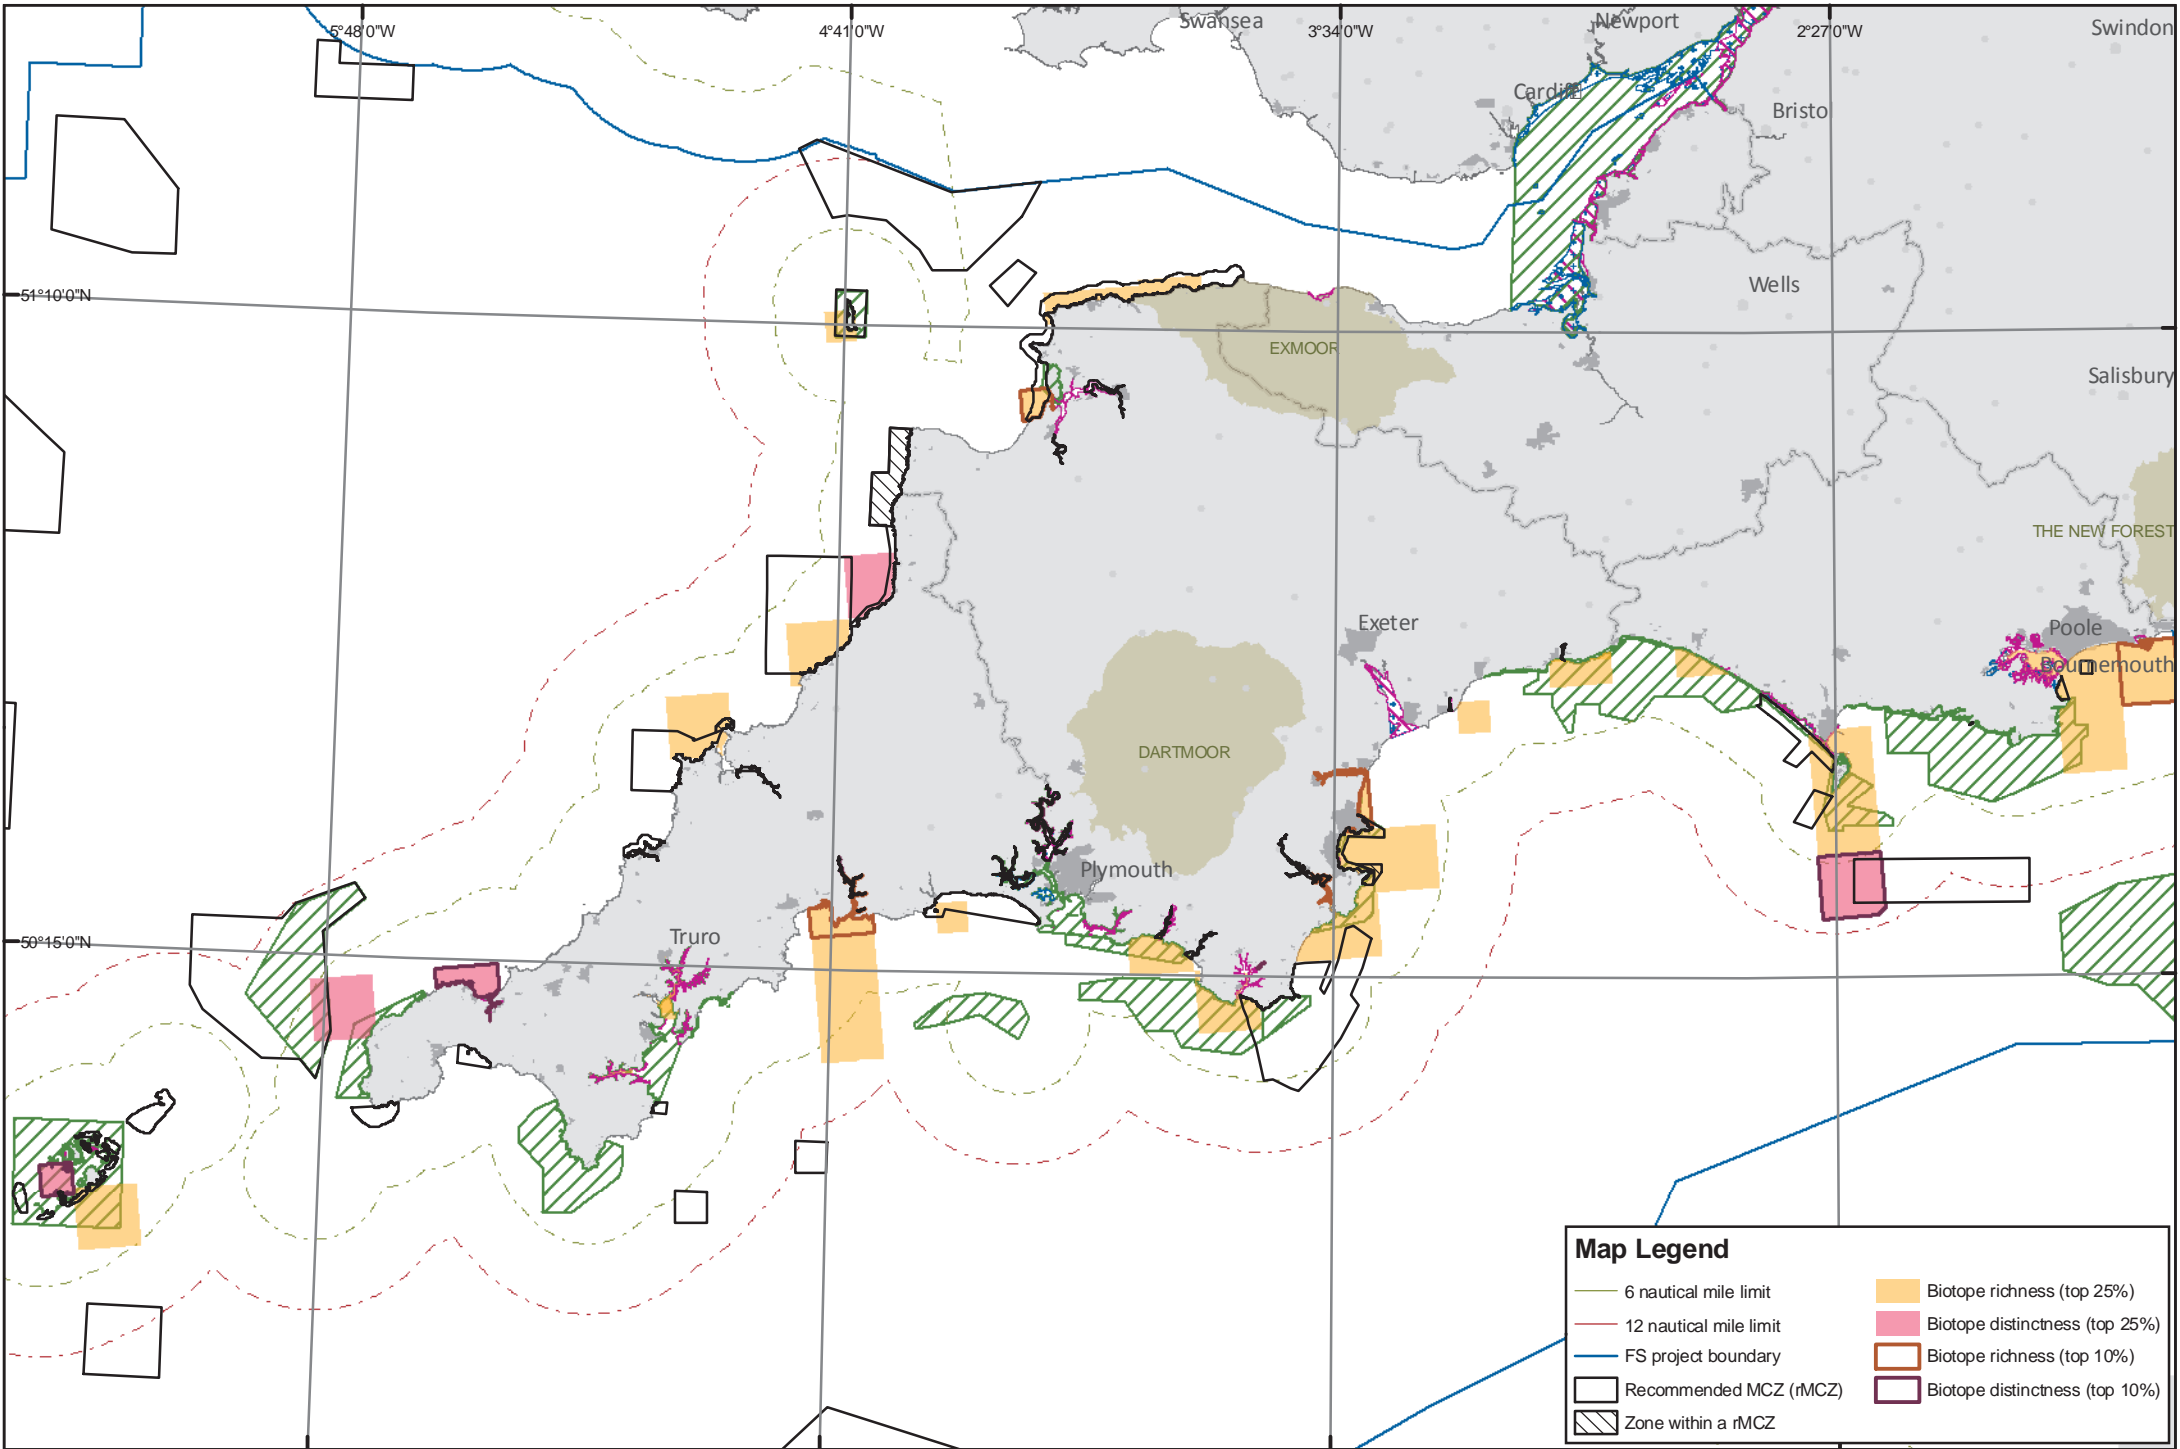 Swansea
Newport
Swindon
5°48'0"W
4°41'0"W
3°34'0"W
2°27'0"W
Cardiff
Bristo
51°10'0"N
Wells
EXMOOR
Salisbury
THE NEW FOREST
Exeter
Poole
Bournemouth
DARTMOOR
Plymouth
50°15'0"N
Truro
Map Legend
6 nautical mile limit
12 nautical mile limit
FS project boundary
Recommended MCZ (rMCZ)
Zone within a rMCZ
Biotope richness (top 25%)
Biotope distinctness (top 25%)
Biotope richness (top 10%)
Biotope distinctness (top 10%)